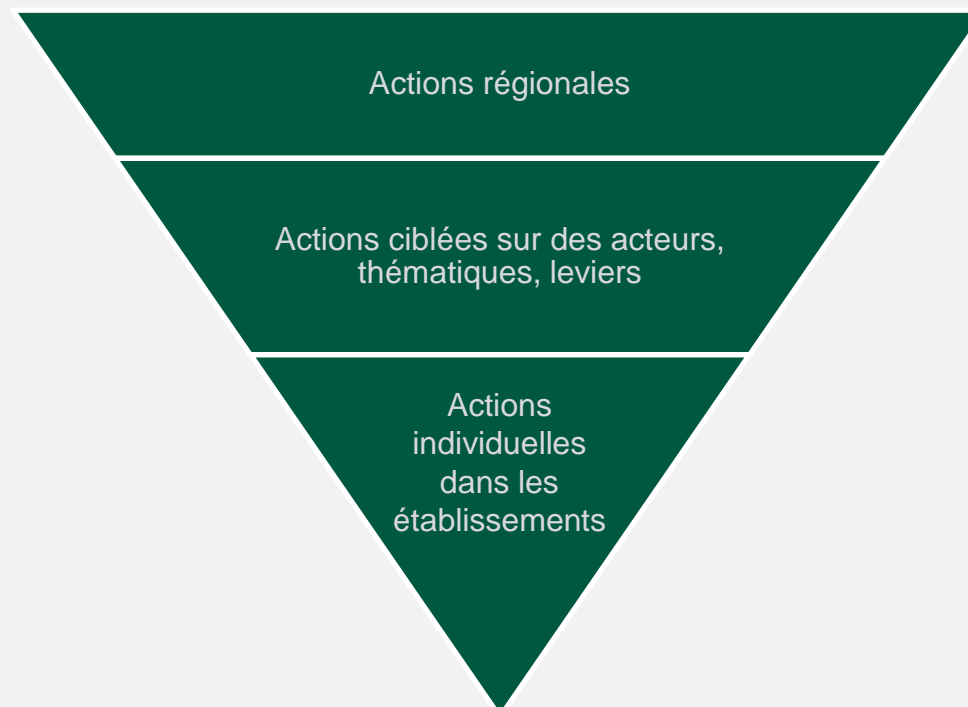 Actions régionales
Actions ciblées sur des acteurs,
thématiques, leviers
Actions
individuelles
dans les
établissements